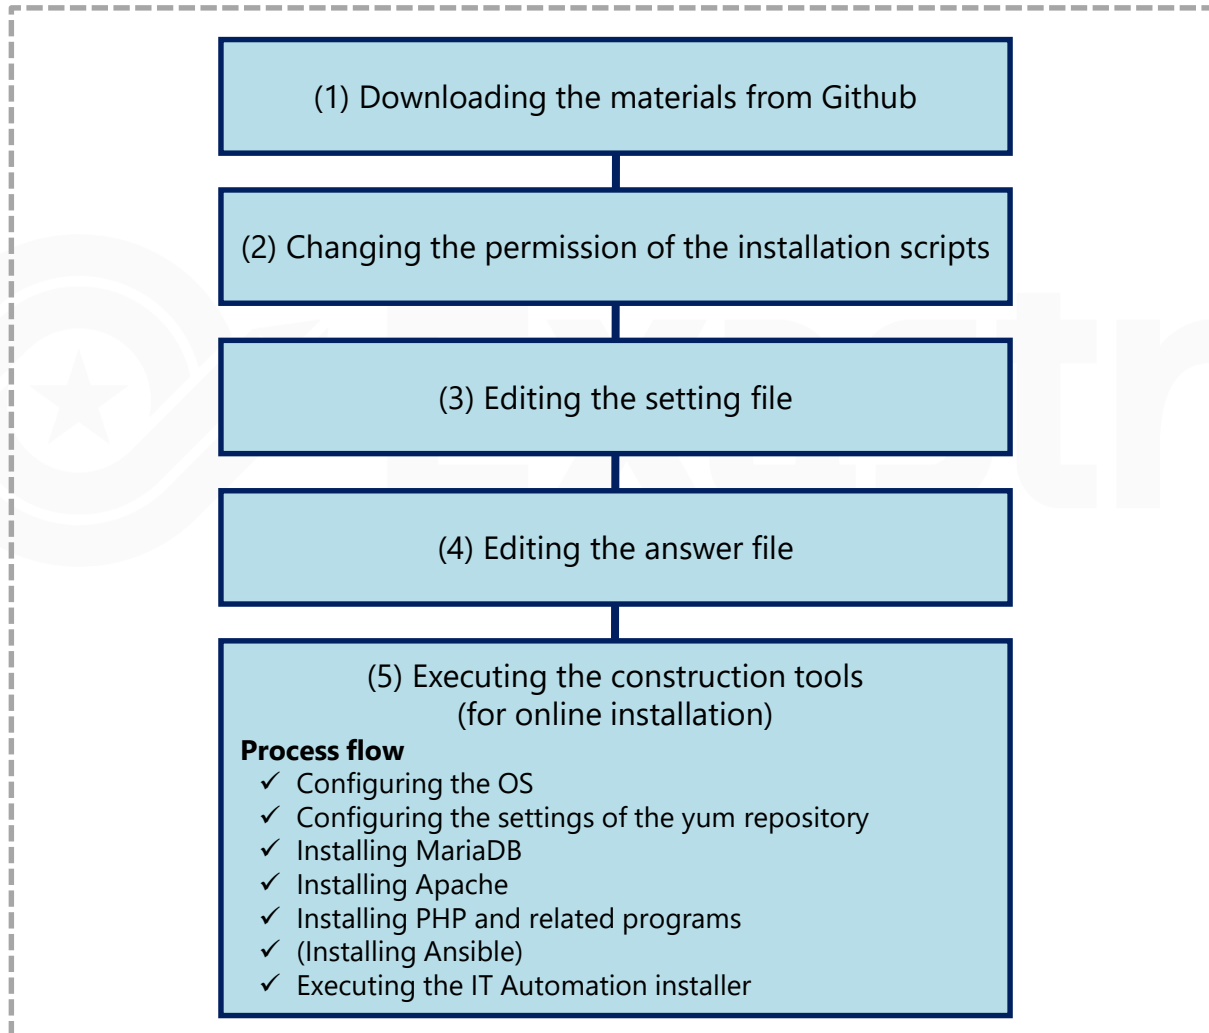 (1) Downloading the materials from Github
(2) Changing the permission of the installation scripts
(3) Editing the setting file
(4) Editing the answer file
(5) Executing the construction tools
(for online installation)
Process flow
✓ Configuring the OS
✓ Configuring the settings of the yum repository
✓ Installing MariaDB
✓ Installing Apache
✓ Installing PHP and related programs
✓ (Installing Ansible)
✓ Executing the IT Automation installer